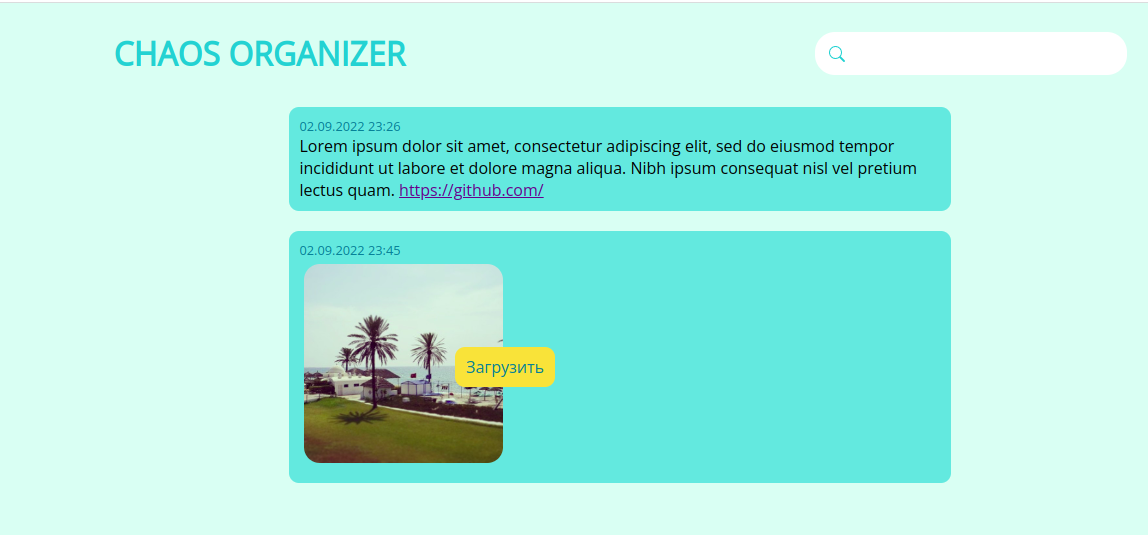 CHAOS ORGANIZER
02.09.2022 23:26
Lorem ipsum dolor sit amet, consectetur adipiscing elit, sed do eiusmod tempor
incididunt ut labore et dolore magna aliqua. Nibh ipsum consequat nisl vel pretium
lectus quam. https://github.com/
02.09.2022 23:45
Загрузить